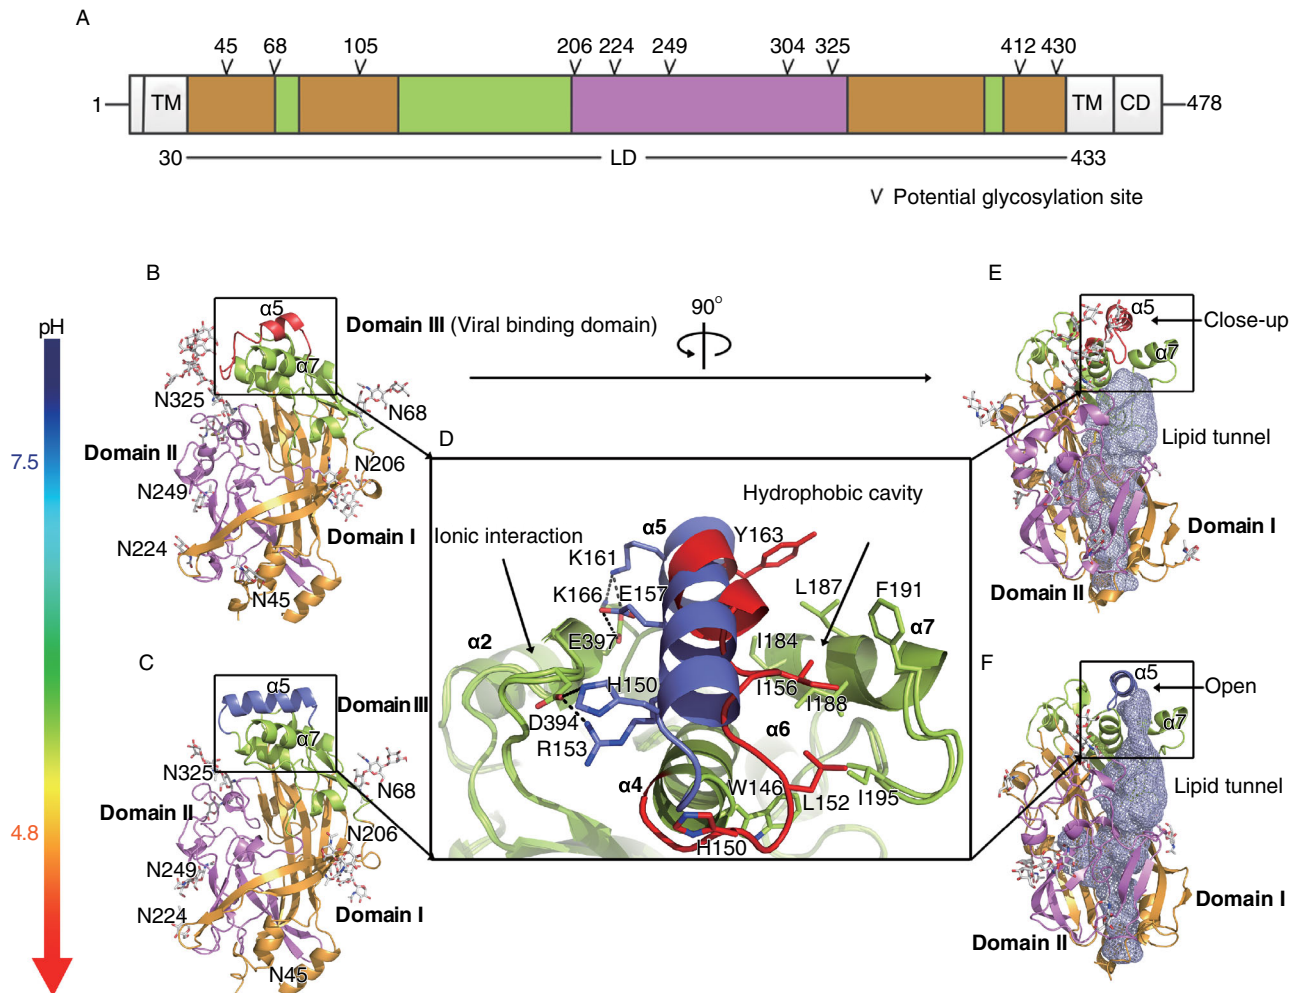 A
45 68 105 206 224 249 304 325 412 430
1 TM TM CD 478
30 LD 433
V Potential glycosylation site
pH
7.5
4.8
B
α5
Domain III (Viral binding domain)
α7
N325
N68
Domain II
N206
N249
Domain I
N224
N45
90°
E
α5
Close-up
α7
Lipid tunnel
Domain I
Domain II
C
α5
Domain III
α7
N325
N68
Domain II
N206
N249
N224
Domain I
N45
D
Hydrophobic cavity
α5
Y163
Ionic interaction
K161
L187
F191
K166
E157
α2
E397
I184
α7
H150
I156
I188
D394
α6
R153
α4
W146
L152
I195
H150
F
α5
Open
α7
Lipid tunnel
Domain I
Domain II